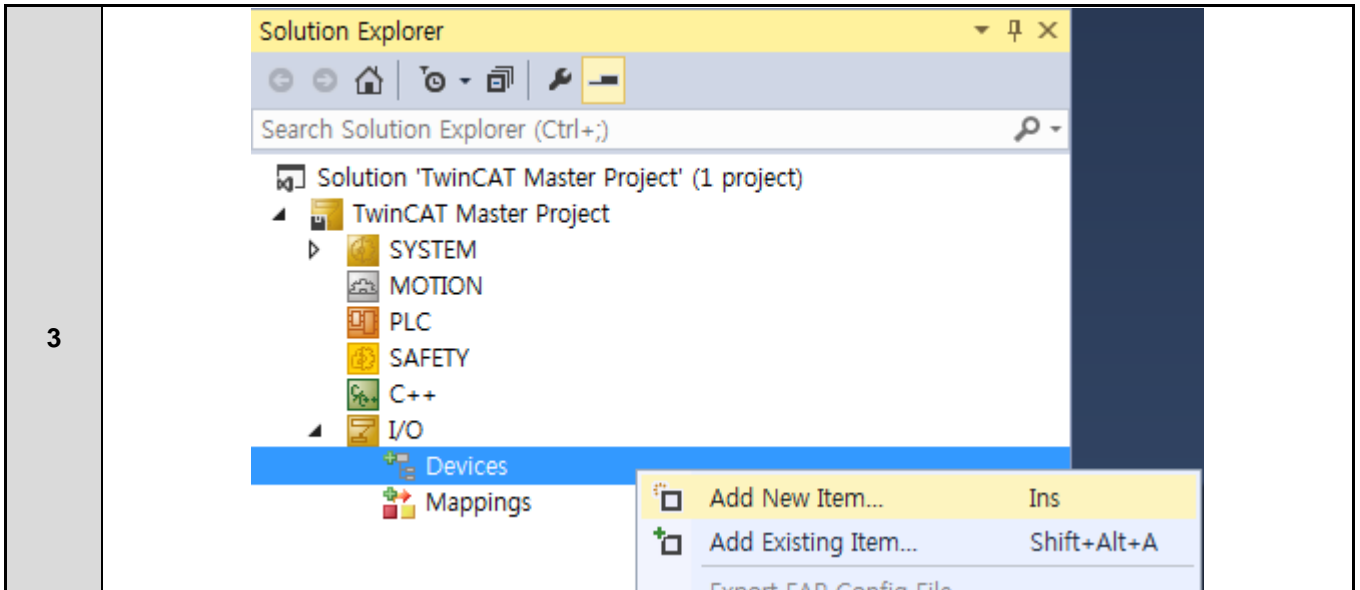 Solution Explorer
Search Solution Explorer (Ctrl+;)
Solution 'TwinCAT Master Project' (1 project)
TwinCAT Master Project
SYSTEM
MOTION
PLC
3
SAFETY
C++
I/O
Devices
Add New Item... Ins
Mappings
Add Existing Item... Shift+Alt+A